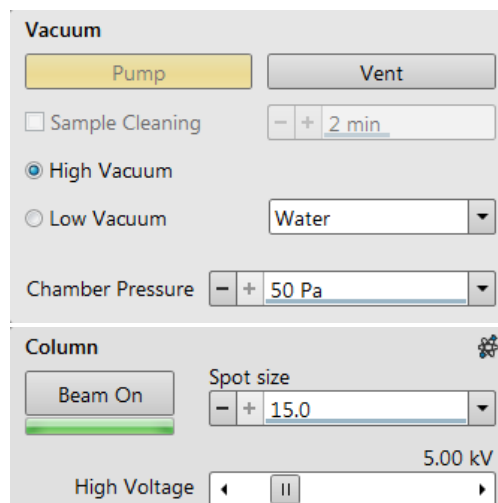 Vacuum
Pump Vent
Sample Cleaning - + 2 min
High Vacuum
Low Vacuum Water
Chamber Pressure - + 50 Pa
Column
Beam On
Spot size
- + 15.0
5.00 kV
High Voltage